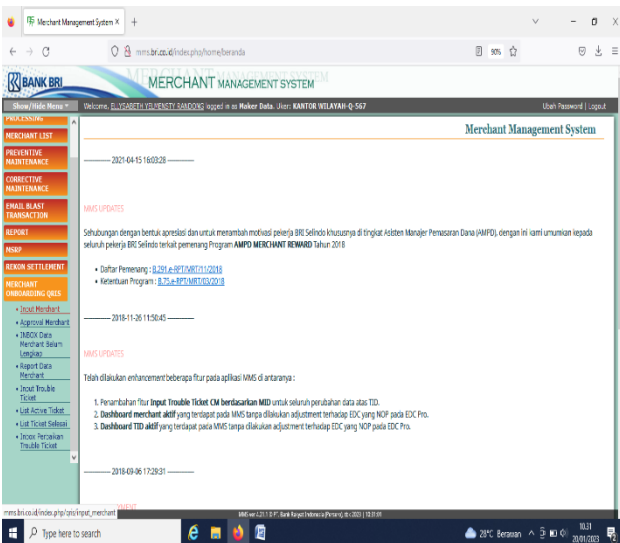 Merchant Management System
mms.bri.co.id/index.php/home/beranda
90%
BANK BRI
MERCHANT MANAGEMENT SYSTEM
Show/Hide Menu
Welcome, ELYSABETH YELMENSTY RANDONG logged in as Maker Data. Uker: KANTOR WILAYAH-Q-567
Ubah Password | Logout
PROCESSING
MERCHANT LIST
PREVENTIVE
MAINTENANCE
CORRECTIVE
MAINTENANCE
EMAIL BLAST
TRANSACTION
REPORT
MSRP
REKON SETTLEMENT
MERCHANT
ONBOARDING QRIS
Input Merchant
Approval Merchant
INBOX Data
Merchant Belum
Lengkap
Report Data
Merchant
Input Trouble
Ticket
List Active Ticket
List Ticket Selesai
Inbox Perbaikan
Trouble Ticket
Merchant Management System
2021-04-15 16:03:28
MMS UPDATES
Sehubungan dengan bentuk apresiasi dan untuk menambah motivasi pekerja BRI Selindo khususnya di tingkat Asisten Manajer Pemasaran Dana (AMPD), dengan ini kami umumkan kepada
seluruh pekerja BRI Selindo terkait pemenang Program AMPD MERCHANT REWARD Tahun 2018
• Daftar Pemenang : B.291.e-RPT/MRT/11/2018
• Ketentuan Program : B.75.e-RPT/MRT/03/2018
2018-11-26 11:50:45
MMS UPDATES
Telah dilakukan enhancement beberapa fitur pada aplikasi MMS di antaranya :
1. Penambahan fitur Input Trouble Ticket CM berdasarkan MID untuk seluruh perubahan data atas TID.
2. Dashboard merchant aktif yang terdapat pada MMS tanpa dilakukan adjustment terhadap EDC yang NOP pada EDC Pro.
3. Dashboard TID aktif yang terdapat pada MMS tanpa dilakukan adjustment terhadap EDC yang NOP pada EDC Pro.
2018-09-06 17:29:31
mms.bri.co.id/index.php/qris/input_merchant
Type here to search
28°C Berawan
10.31
20/01/2023